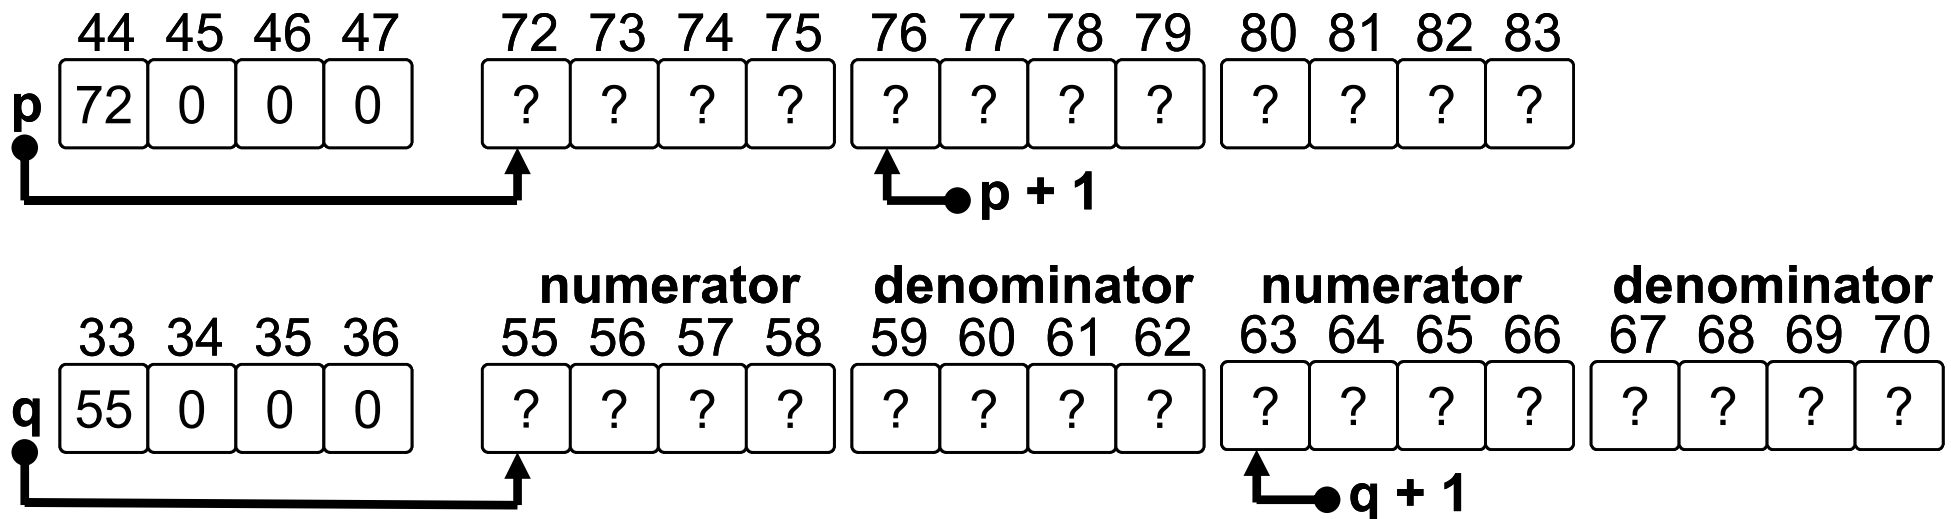 44 45 46 47 72 73 74 75 76 77 78 79 80 81 82 83
p 72 0 0 0 ? ? ? ? ? ? ? ? ? ? ? ?
p + 1
numerator denominator numerator denominator
33 34 35 36 55 56 57 58 59 60 61 62 63 64 65 66 67 68 69 70
q 55 0 0 0 ? ? ? ? ? ? ? ? ? ? ? ? ? ? ? ?
q + 1